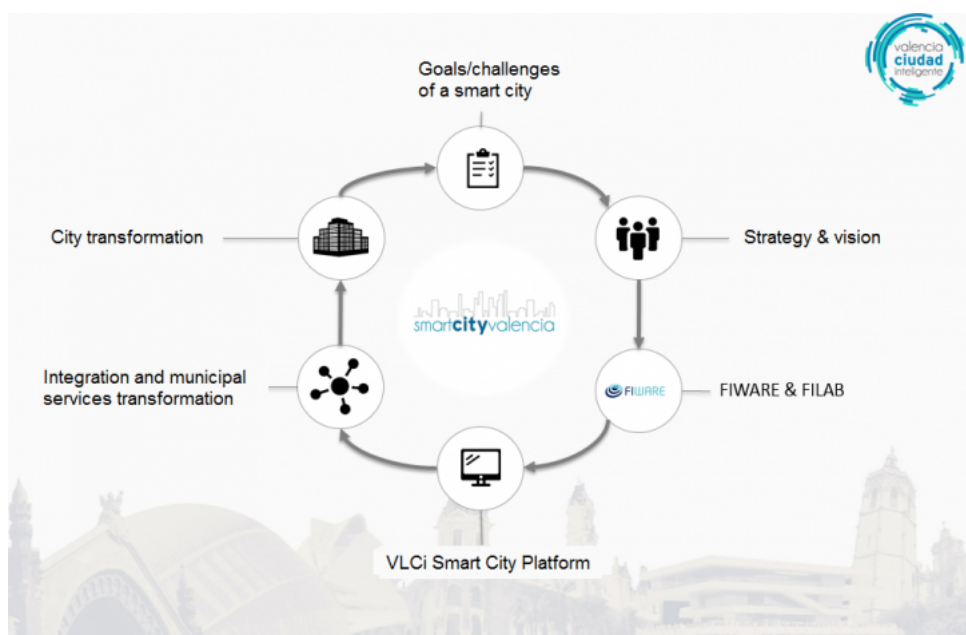 valencia
ciudad
inteligente
Goals/challenges
of a smart city
City transformation
Strategy & vision
smartcityvalencia
Integration and municipal
services transformation
FIWARE
FIWARE & FILAB
VLCi Smart City Platform